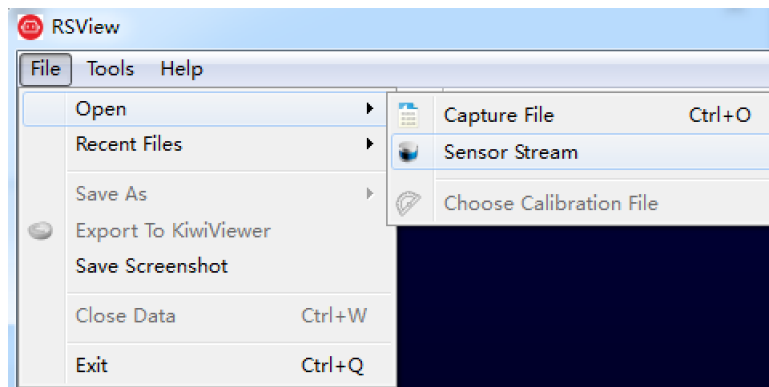 RSView
File Tools Help
Open
Recent Files
Save As
Export To KiwiViewer
Save Screenshot
Close Data Ctrl+W
Exit Ctrl+Q
Capture File Ctrl+O
Sensor Stream
Choose Calibration File